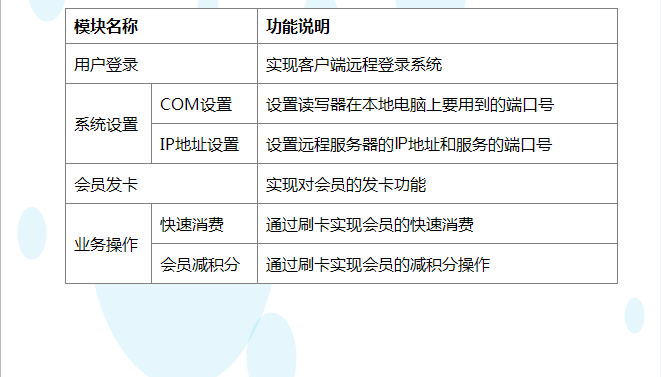 模块名称 功能说明
用户登录 实现客户端远程登录系统
系统设置 COM设置 设置读写器在本地电脑上要用到的端口号
IP地址设置 设置远程服务器的IP地址和服务的端口号
会员发卡 实现对会员的发卡功能
业务操作 快速消费 通过刷卡实现会员的快速消费
会员减积分 通过刷卡实现会员的减积分操作